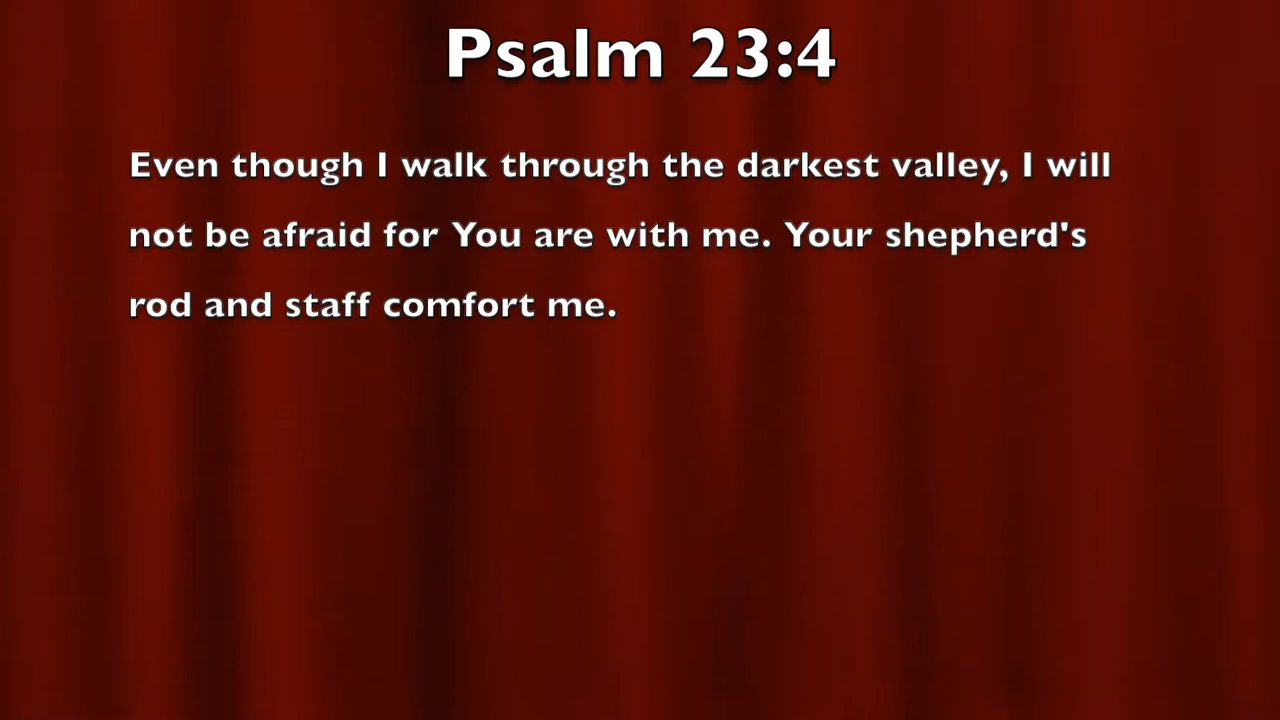 Psalm 23:4
Even though I walk through the darkest valley, I will
not be afraid for You are with me. Your shepherd's
rod and staff comfort me.